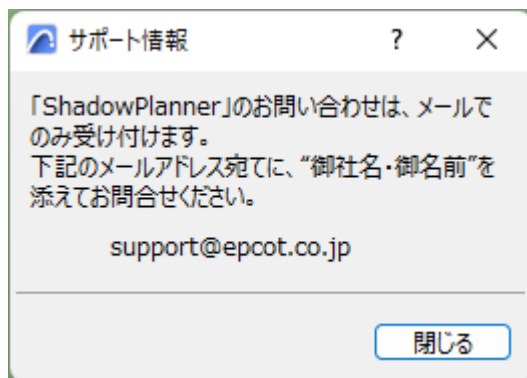 サポート情報
?
×
「ShadowPlanner」のお問い合わせは、メールで
のみ受け付けます。
下記のメールアドレス宛てに、“御社名・御名前”を
添えてお問合せください。
support@epcot.co.jp
閉じる